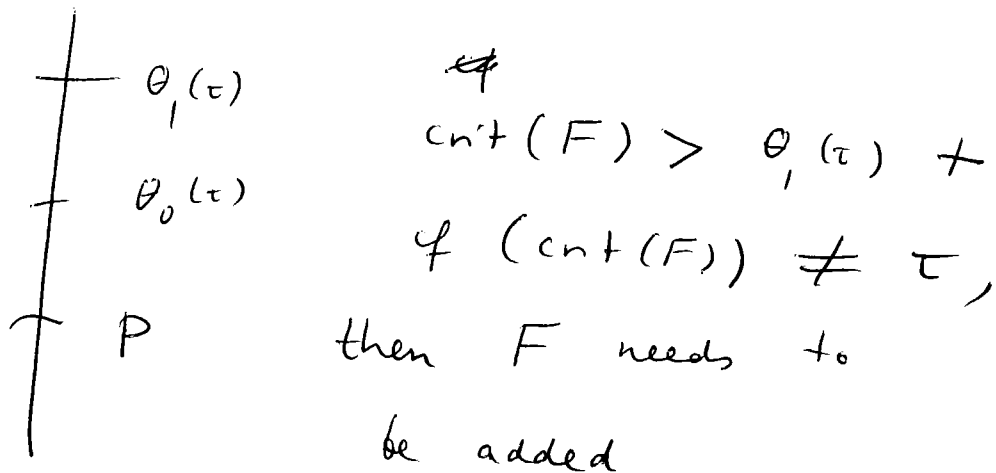 θ₁(τ)
θ₀(τ)
P
cnt(F) > θ₁(τ) +
φ(cnt(F)) ≠ τ,
then F needs to
be added